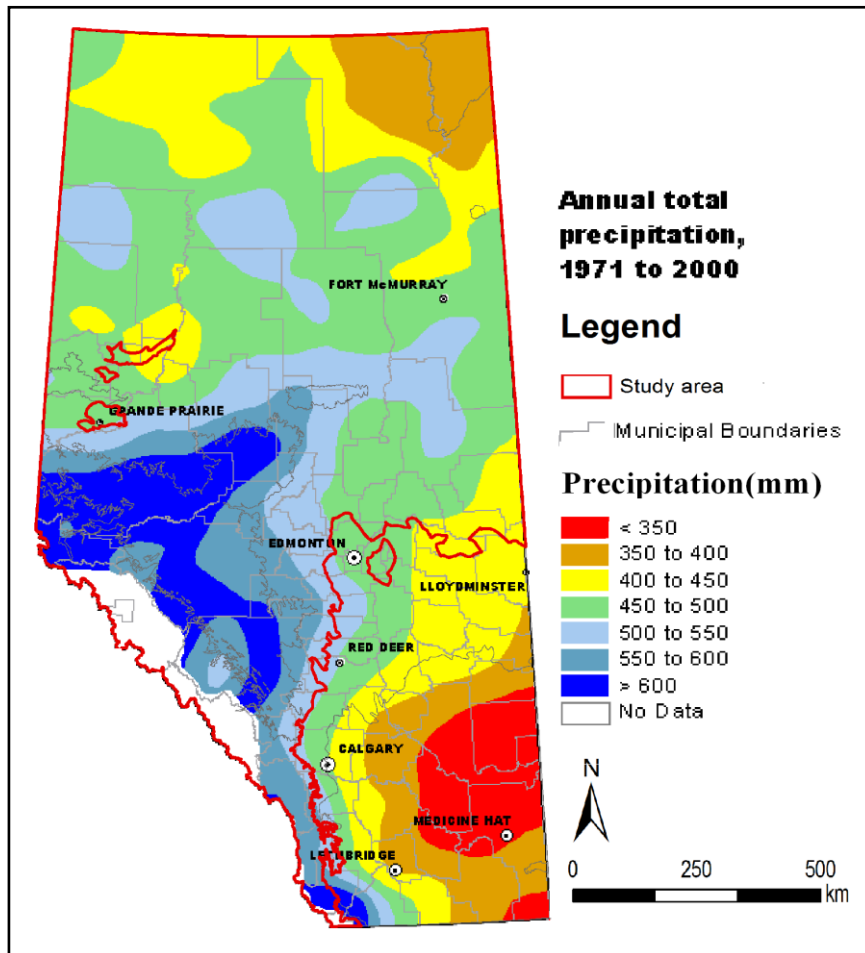 Annual total
precipitation,
1971 to 2000
FORT McMURRAY
Legend
Study area
GRANDE PRAIRIE
Municipal Boundaries
Precipitation(mm)
< 350
350 to 400
EDMONTON
400 to 450
LLOYDMINSTER
450 to 500
500 to 550
RED DEER
550 to 600
> 600
No Data
CALGARY
N
MEDICINE HAT
LETHBRIDGE
0 250 500
km